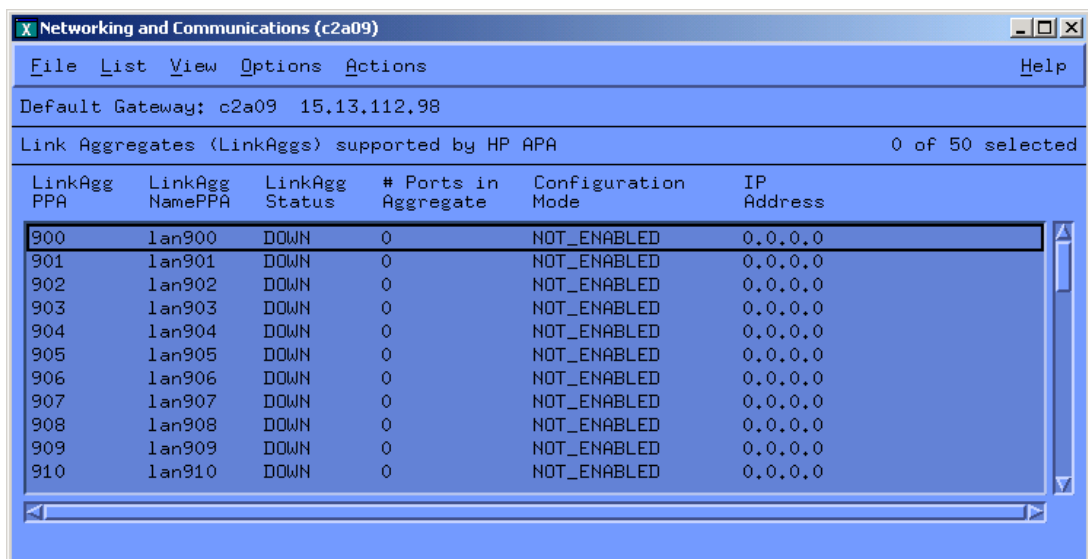 X Networking and Communications (c2a09)
File List View Options Actions Help
Default Gateway: c2a09 15.13.112.98
Link Aggregates (LinkAggs) supported by HP APA 0 of 50 selected
LinkAgg LinkAgg LinkAgg # Ports in Configuration IP
PPA NamePPA Status Aggregate Mode Address
900 lan900 DOWN 0 NOT_ENABLED 0.0.0.0
901 lan901 DOWN 0 NOT_ENABLED 0.0.0.0
902 lan902 DOWN 0 NOT_ENABLED 0.0.0.0
903 lan903 DOWN 0 NOT_ENABLED 0.0.0.0
904 lan904 DOWN 0 NOT_ENABLED 0.0.0.0
905 lan905 DOWN 0 NOT_ENABLED 0.0.0.0
906 lan906 DOWN 0 NOT_ENABLED 0.0.0.0
907 lan907 DOWN 0 NOT_ENABLED 0.0.0.0
908 lan908 DOWN 0 NOT_ENABLED 0.0.0.0
909 lan909 DOWN 0 NOT_ENABLED 0.0.0.0
910 lan910 DOWN 0 NOT_ENABLED 0.0.0.0